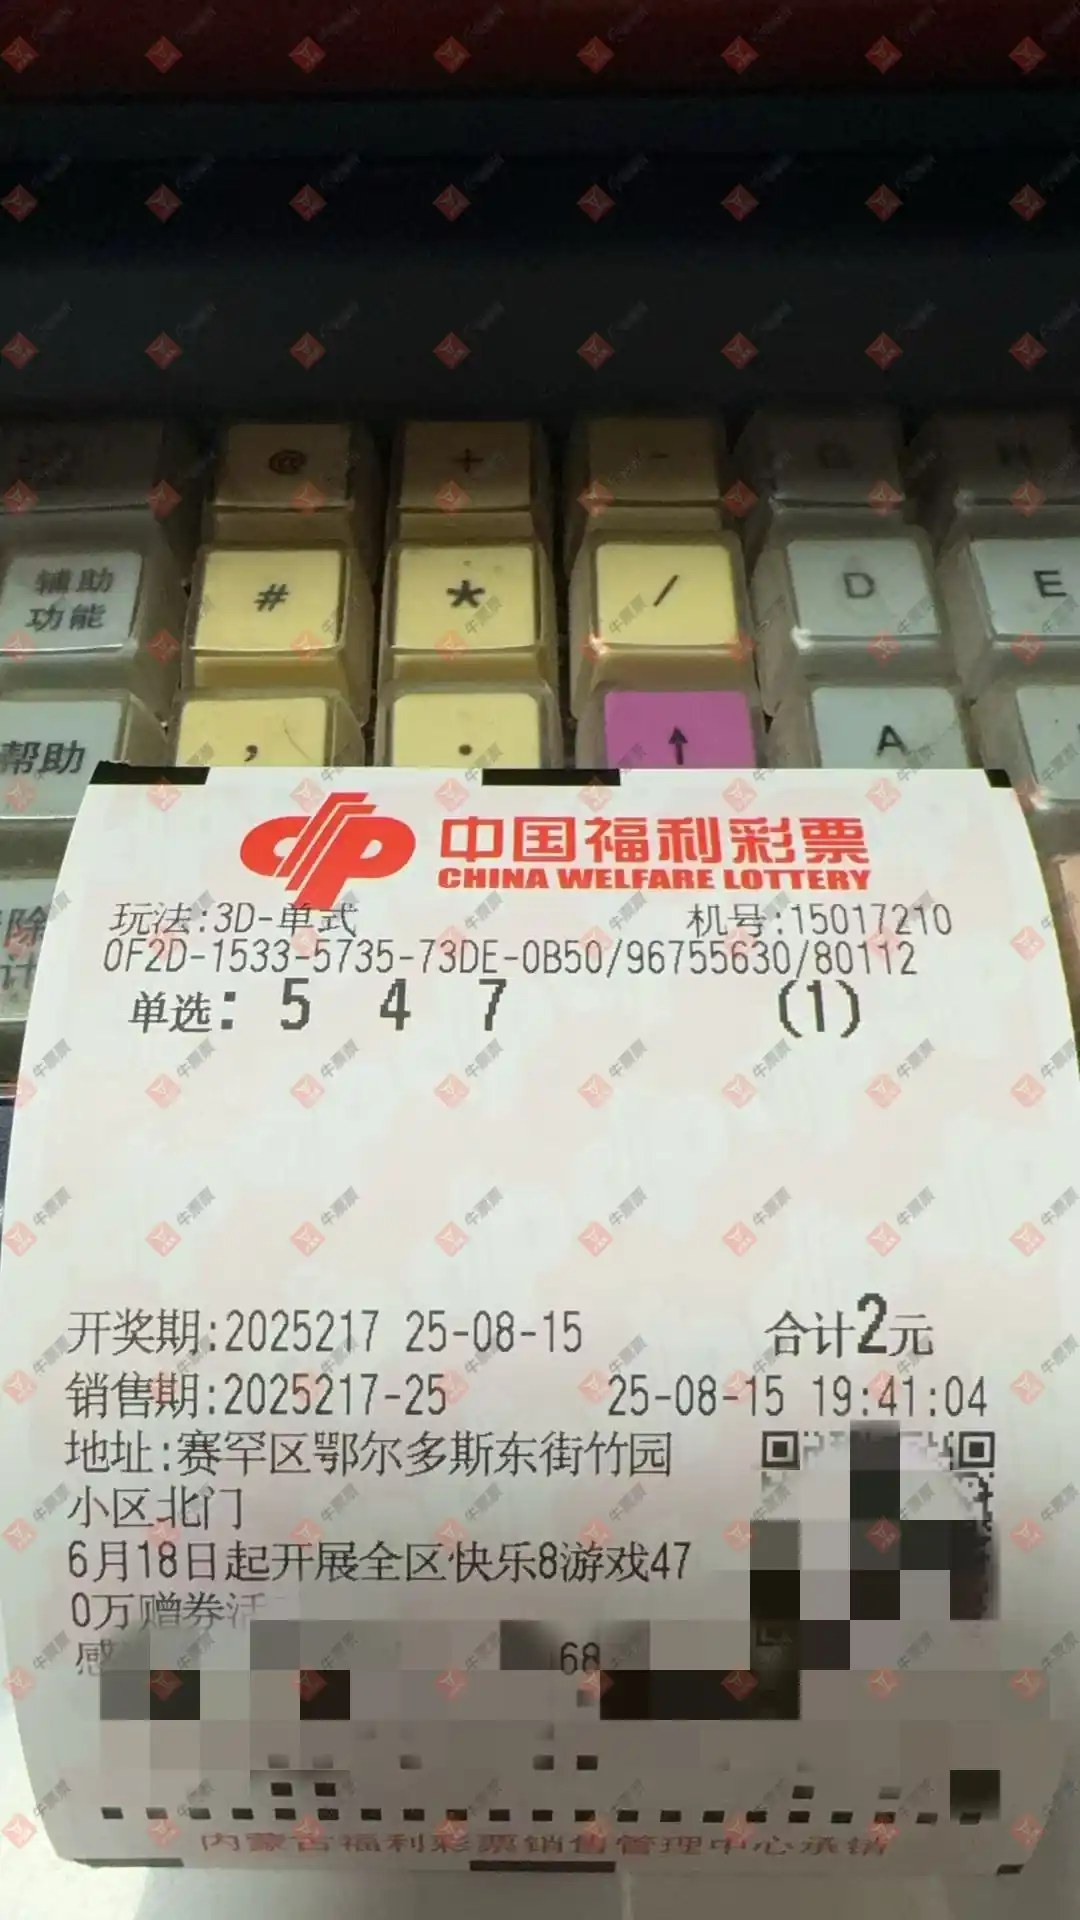 @ + -
辅助
功能
# * / D E
帮助
, . ↑ A
除
中国福利彩票
CHINA WELFARE LOTTERY
玩法:3D-单式 机号:15017210
0F2D-1533-5735-73DE-0B50/96755630/80112
单选: 5 4 7 (1)
开奖期:2025217 25-08-15 合计2元
销售期:2025217-25 25-08-15 19:41:04
地址:赛罕区鄂尔多斯东街竹园
小区北门
6月18日起开展全区快乐8游戏47
0万赠券活
感 68
内蒙古福利彩票销售管理中心承销
牛票票